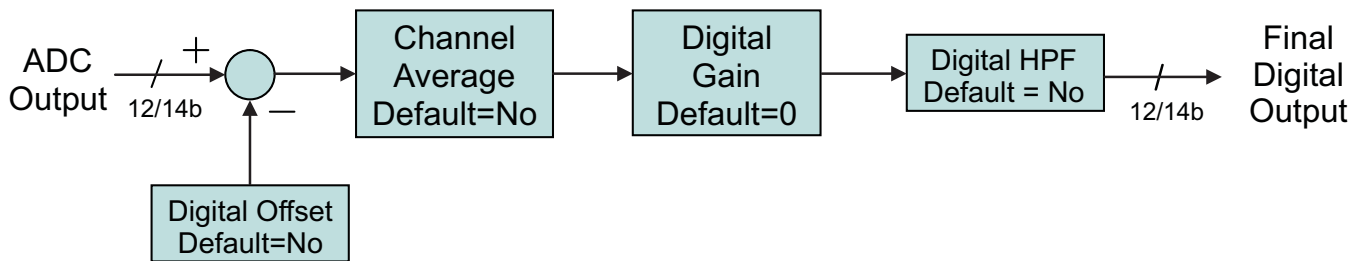 ADC
Output
12/14b
+
–
Digital Offset
Default=No
Channel
Average
Default=No
Digital
Gain
Default=0
Digital HPF
Default = No
12/14b
Final
Digital
Output